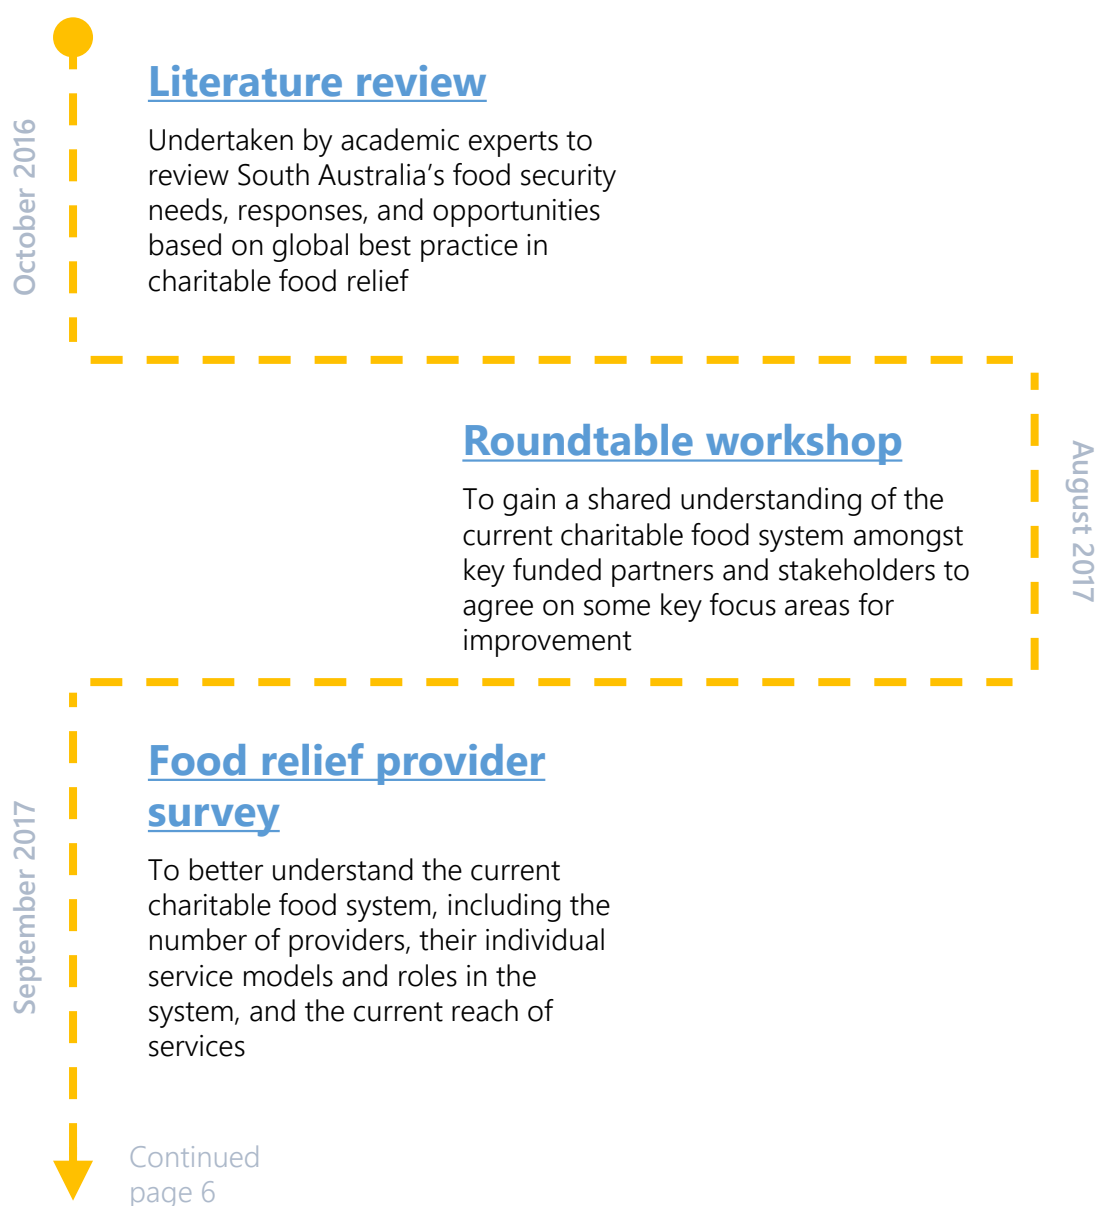 October 2016
Literature review
Undertaken by academic experts to
review South Australia’s food security
needs, responses, and opportunities
based on global best practice in
charitable food relief
August 2017
Roundtable workshop
To gain a shared understanding of the
current charitable food system amongst
key funded partners and stakeholders to
agree on some key focus areas for
improvement
September 2017
Food relief provider
survey
To better understand the current
charitable food system, including the
number of providers, their individual
service models and roles in the
system, and the current reach of
services
Continued
page 6